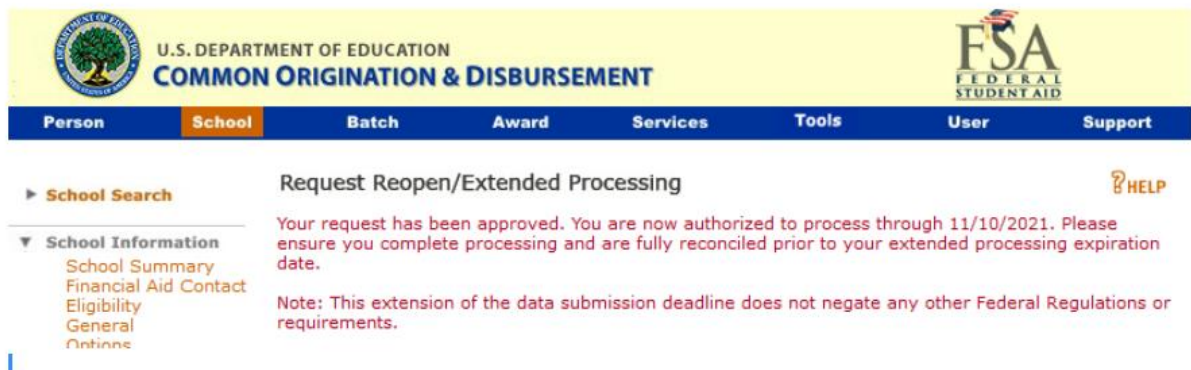 U.S. DEPARTMENT OF EDUCATION
COMMON ORIGINATION & DISBURSEMENT
FSA
FEDERAL
STUDENT AID
Person School Batch Award Services Tools User Support
School Search
School Information
School Summary
Financial Aid Contact
Eligibility
General
Options
Request Reopen/Extended Processing
HELP
Your request has been approved. You are now authorized to process through 11/10/2021. Please
ensure you complete processing and are fully reconciled prior to your extended processing expiration
date.
Note: This extension of the data submission deadline does not negate any other Federal Regulations or
requirements.